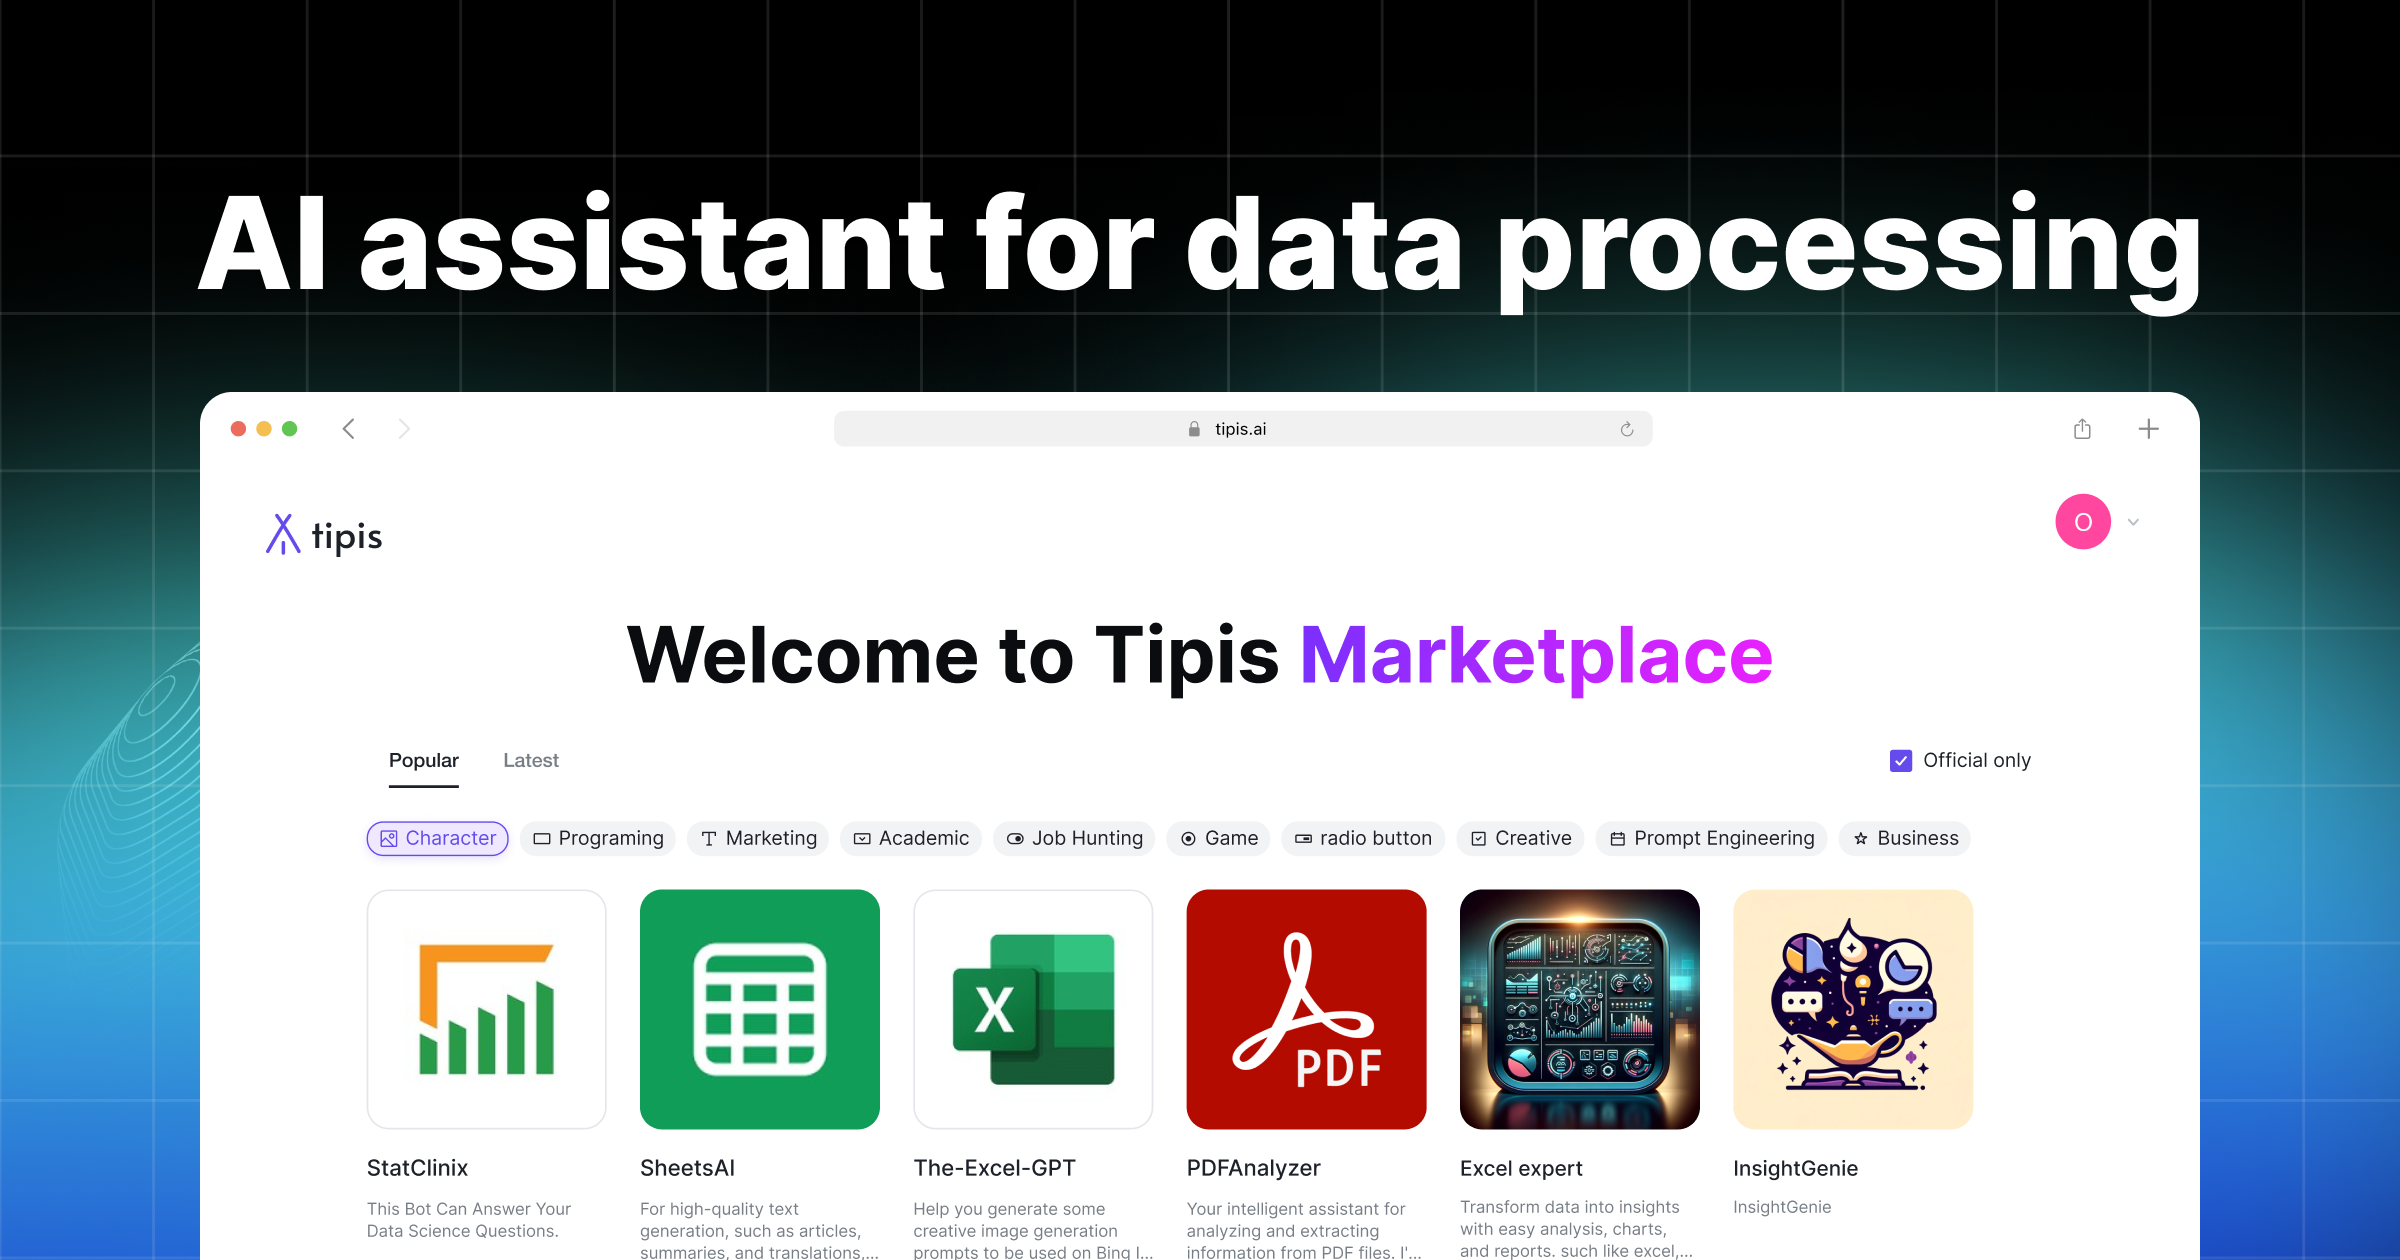 AI assistant for data processing
tipis.ai
tipis
O
Welcome to Tipis Marketplace
Popular
Latest
Official only
Character
Programing
Marketing
Academic
Job Hunting
Game
radio button
Creative
Prompt Engineering
Business
X
PDF
StatClinix
This Bot Can Answer Your
Data Science Questions.
SheetsAI
For high-quality text
generation, such as articles,
summaries, and translations,...
The-Excel-GPT
Help you generate some
creative image generation
prompts to be used on Bing I...
PDFAnalyzer
Your intelligent assistant for
analyzing and extracting
information from PDF files. I'...
Excel expert
Transform data into insights
with easy analysis, charts,
and reports. such like excel,...
InsightGenie
InsightGenie